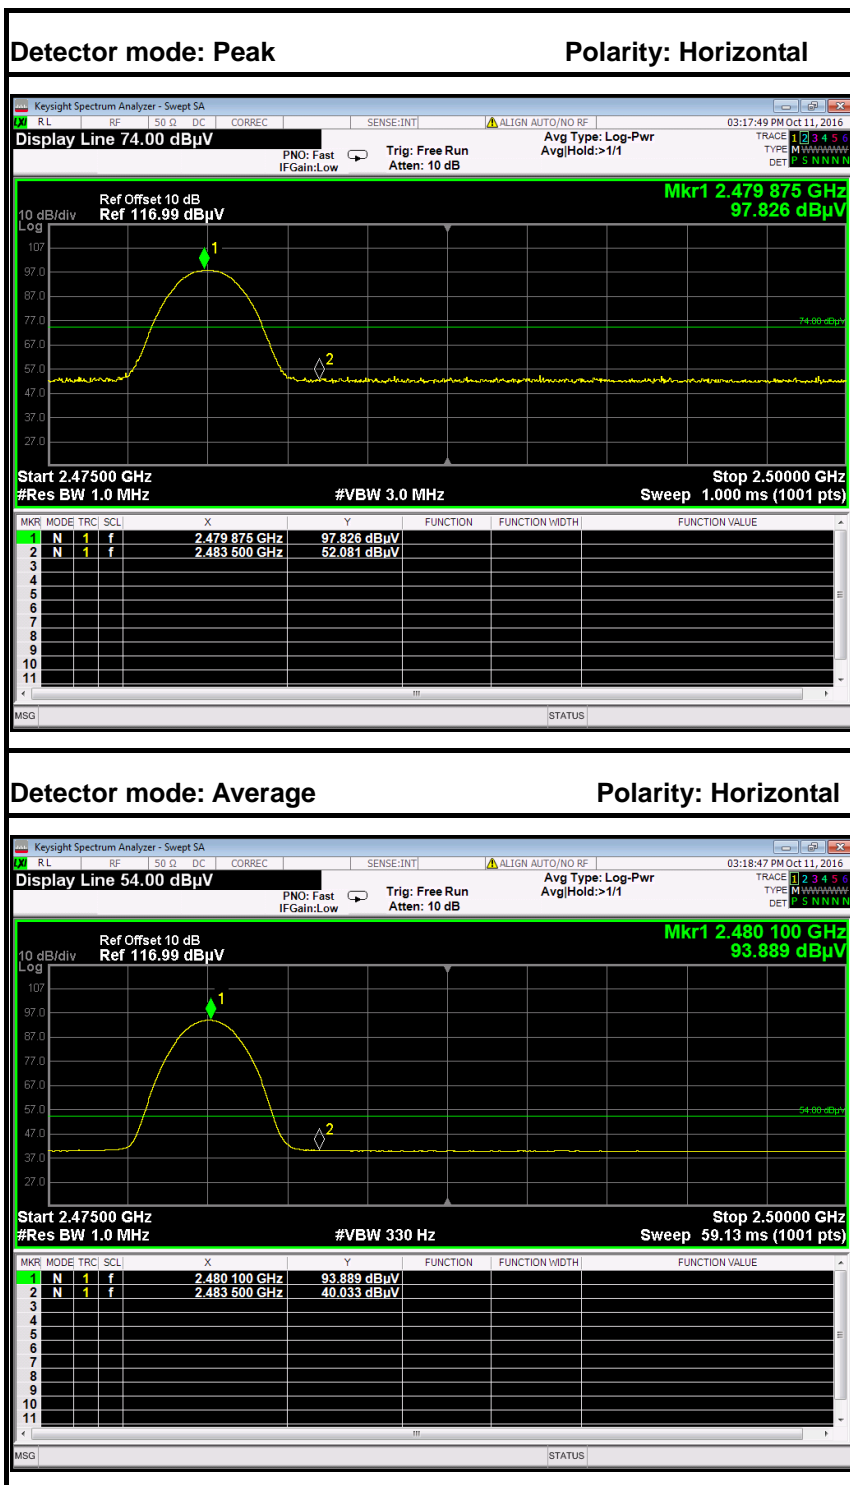 Detector mode: Peak Polarity: Horizontal
Keysight Spectrum Analyzer - Swept SA
LXI RL RF 50 Ω DC CORREC SENSE:INT ALIGN AUTO/NO RF 03:17:49 PM Oct 11, 2016
Display Line 74.00 dBµV Avg Type: Log-Pwr TRACE 1 2 3 4 5 6
PNO: Fast Trig: Free Run Avg|Hold:>1/1 TYPE M WWWWW
IFGain:Low Atten: 10 dB DET P S N N N N
Mkr1 2.479 875 GHz
Ref Offset 10 dB
10 dB/div Ref 116.99 dBµV 97.826 dBµV
Log
1
107
97.0
87.0
77.0
74.00 dBµV
67.0
2
57.0
47.0
37.0
27.0
Start 2.47500 GHz Stop 2.50000 GHz
#Res BW 1.0 MHz #VBW 3.0 MHz Sweep 1.000 ms (1001 pts)
MKR MODE TRC SCL X Y FUNCTION FUNCTION WIDTH FUNCTION VALUE
1 N 1 f 2.479 875 GHz 97.826 dBµV
2 N 1 f 2.483 500 GHz 52.081 dBµV
3
4
5
6
7
8
9
10
11
MSG STATUS
Detector mode: Average Polarity: Horizontal
Keysight Spectrum Analyzer - Swept SA
LXI RL RF 50 Ω DC CORREC SENSE:INT ALIGN AUTO/NO RF 03:18:47 PM Oct 11, 2016
Display Line 54.00 dBµV Avg Type: Log-Pwr TRACE 1 2 3 4 5 6
PNO: Fast Trig: Free Run Avg|Hold:>1/1 TYPE M WWWWW
IFGain:Low Atten: 10 dB DET P S N N N N
Mkr1 2.480 100 GHz
Ref Offset 10 dB
10 dB/div Ref 116.99 dBµV 93.889 dBµV
Log
107
1
97.0
87.0
77.0
67.0
57.0
54.00 dBµV
47.0
2
37.0
27.0
Start 2.47500 GHz Stop 2.50000 GHz
#Res BW 1.0 MHz #VBW 330 Hz Sweep 59.13 ms (1001 pts)
MKR MODE TRC SCL X Y FUNCTION FUNCTION WIDTH FUNCTION VALUE
1 N 1 f 2.480 100 GHz 93.889 dBµV
2 N 1 f 2.483 500 GHz 40.033 dBµV
3
4
5
6
7
8
9
10
11
MSG STATUS